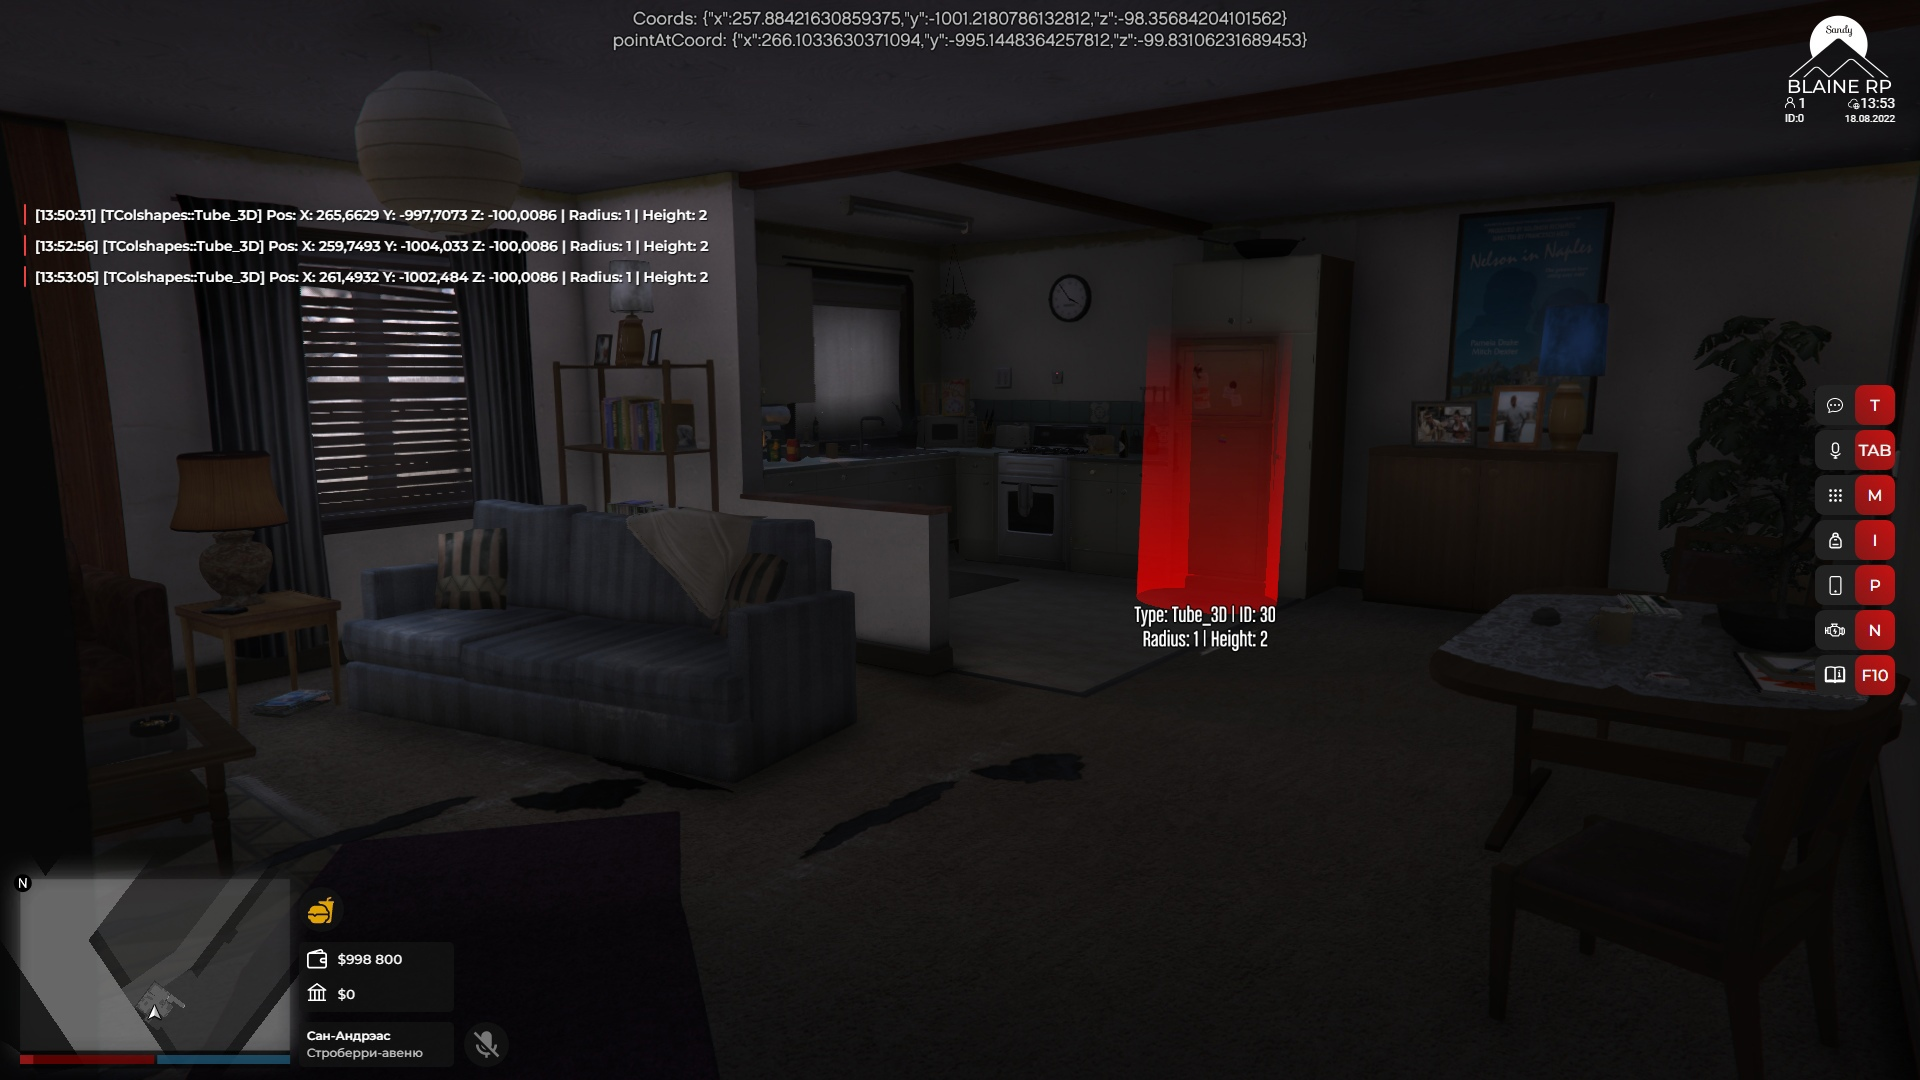 Coords: {"x":257.88421630859375,"y":-1001.2180786132812,"z":-98.35684204101562}
pointAtCoord: {"x":266.1033630371094,"y":-995.1448364257812,"z":-99.83106231689453}
Sandy
BLAINE RP
1 13:53
ID:0 18.08.2022
[13:50:31] [TColshapes::Tube_3D] Pos: X: 265,6629 Y: -997,7073 Z: -100,0086 | Radius: 1 | Height: 2
[13:52:56] [TColshapes::Tube_3D] Pos: X: 259,7493 Y: -1004,033 Z: -100,0086 | Radius: 1 | Height: 2
[13:53:05] [TColshapes::Tube_3D] Pos: X: 261,4932 Y: -1002,484 Z: -100,0086 | Radius: 1 | Height: 2
Nelson in Naples
T
TAB
M
I
P
N
F10
Type: Tube_3D | ID: 30
Radius: 1 | Height: 2
N
$998 800
$0
Сан-Андрэас
Строберри-авеню